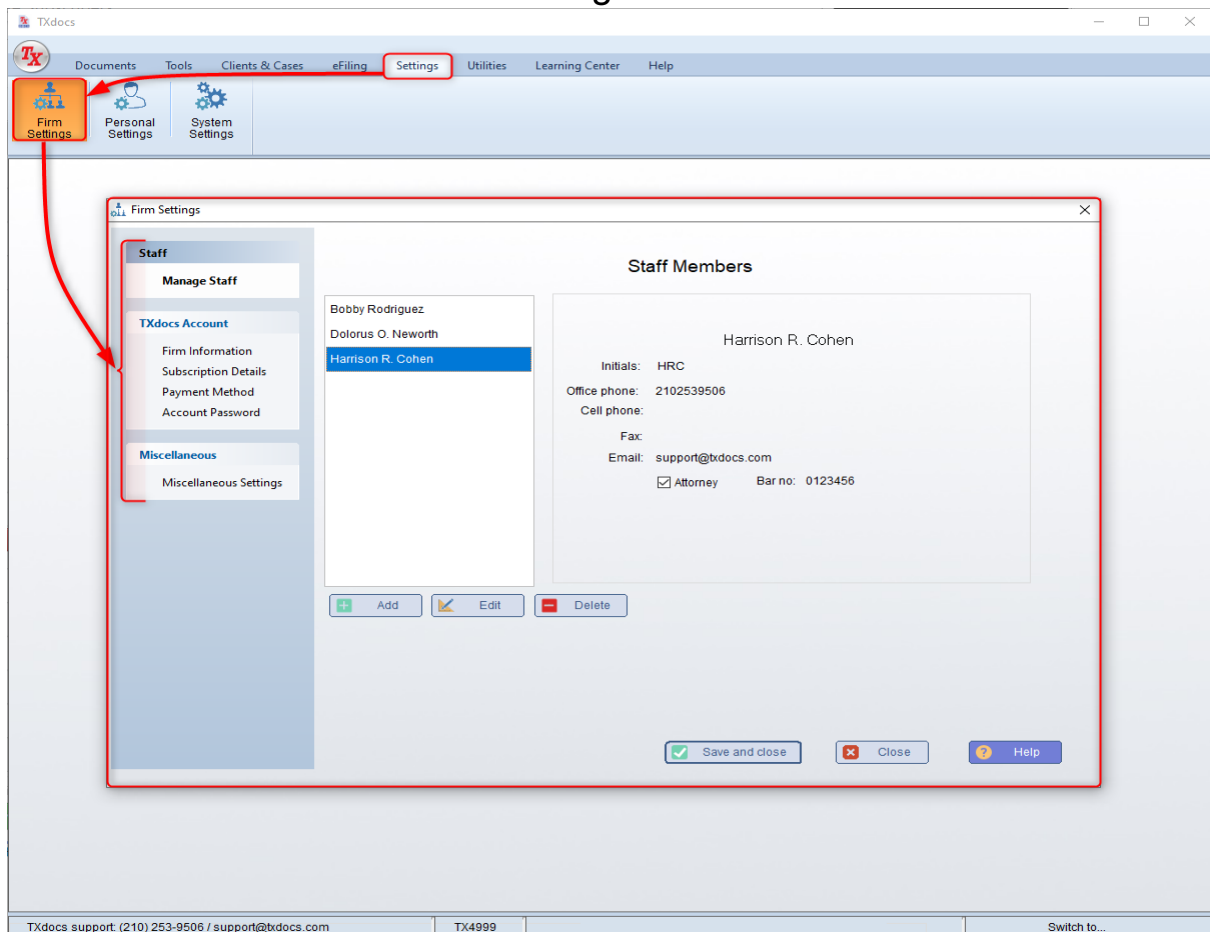 TXdocs
TX
Documents Tools Clients & Cases eFiling Settings Utilities Learning Center Help
Firm Settings
Personal Settings
System Settings
Firm Settings
Staff
Manage Staff
TXdocs Account
Firm Information
Subscription Details
Payment Method
Account Password
Miscellaneous
Miscellaneous Settings
Staff Members
Bobby Rodriguez
Dolorus O. Neworth
Harrison R. Cohen
Harrison R. Cohen
Initials: HRC
Office phone: 2102539506
Cell phone:
Fax:
Email: support@txdocs.com
Attorney Bar no: 0123456
Add Edit Delete
Save and close Close Help
TXdocs support: (210) 253-9506 / support@txdocs.com TX4999 Switch to...